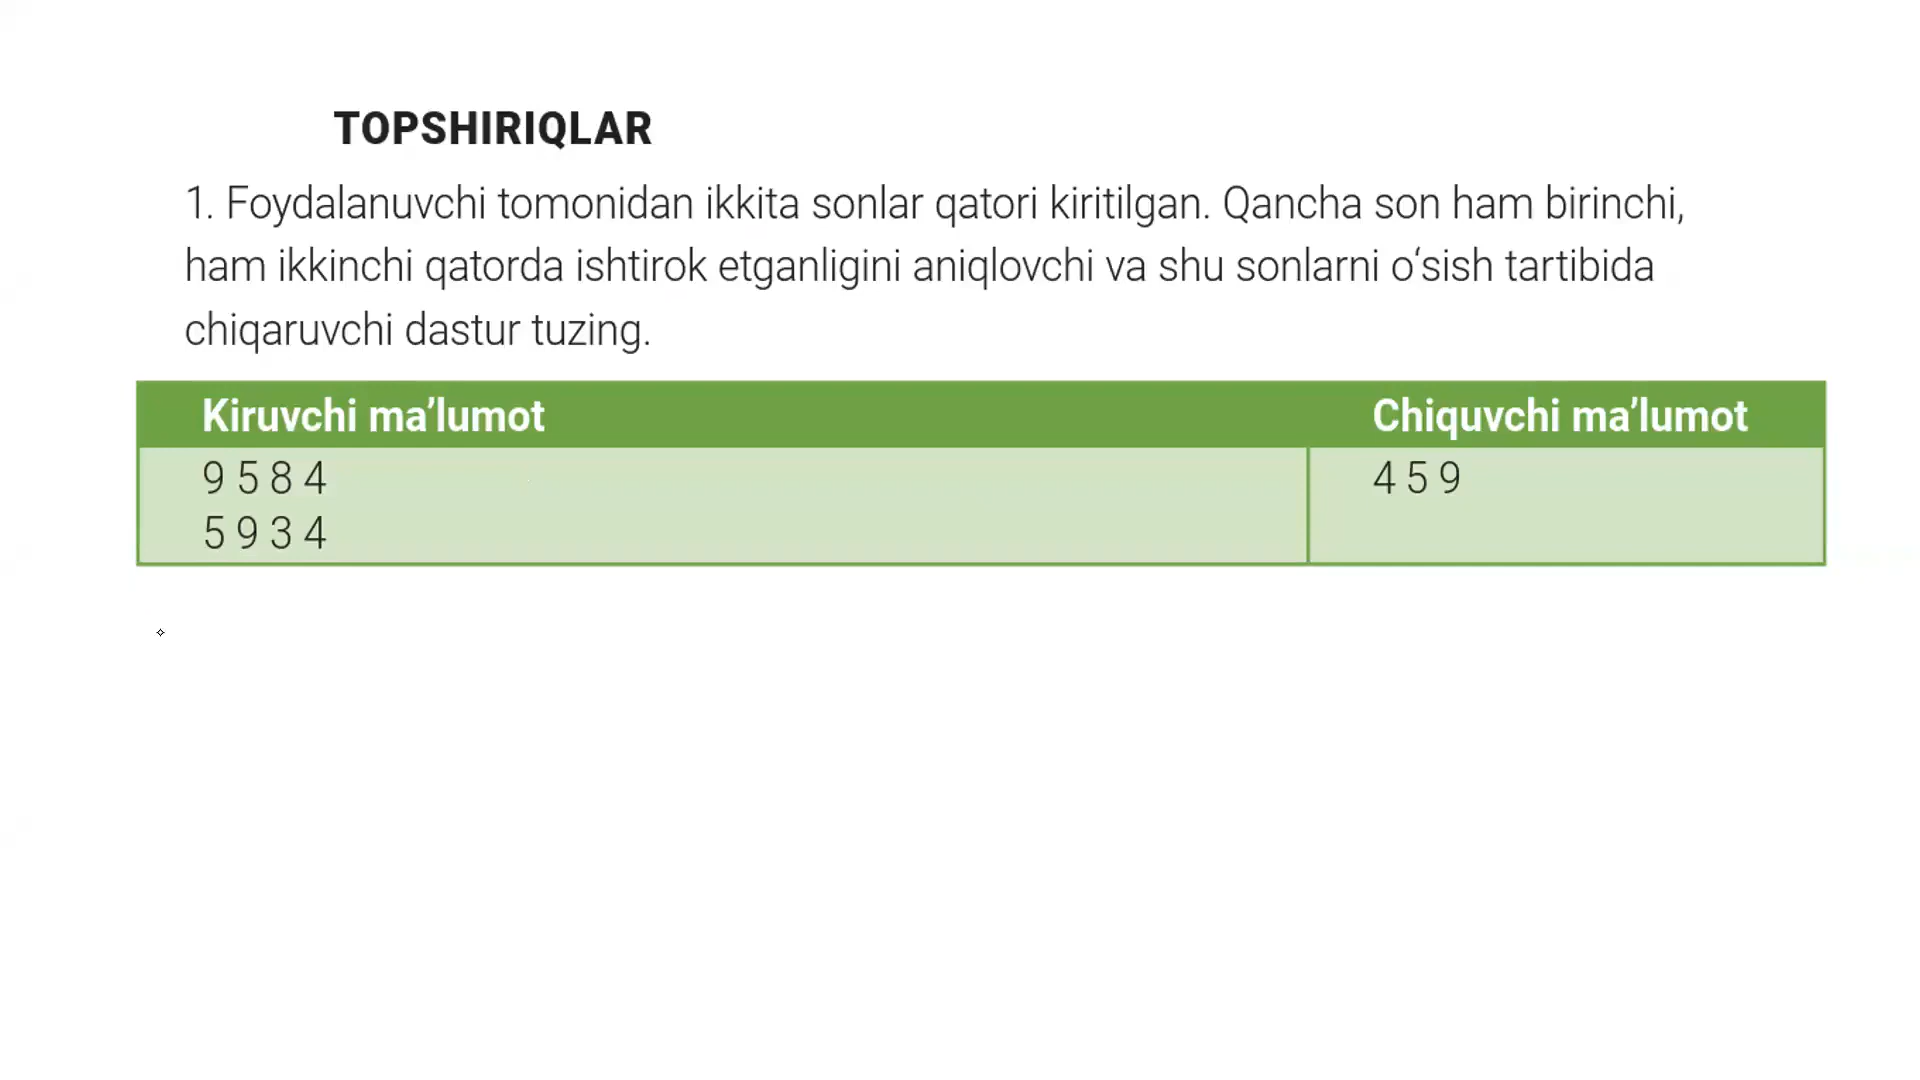 TOPSHIRIQLAR
1. Foydalanuvchi tomonidan ikkita sonlar qatori kiritilgan. Qancha son ham birinchi,
ham ikkinchi qatorda ishtirok etganligini aniqlovchi va shu sonlarni o‘sish tartibida
chiqaruvchi dastur tuzing.
Kiruvchi ma’lumot Chiquvchi ma’lumot
9 5 8 4 4 5 9
5 9 3 4